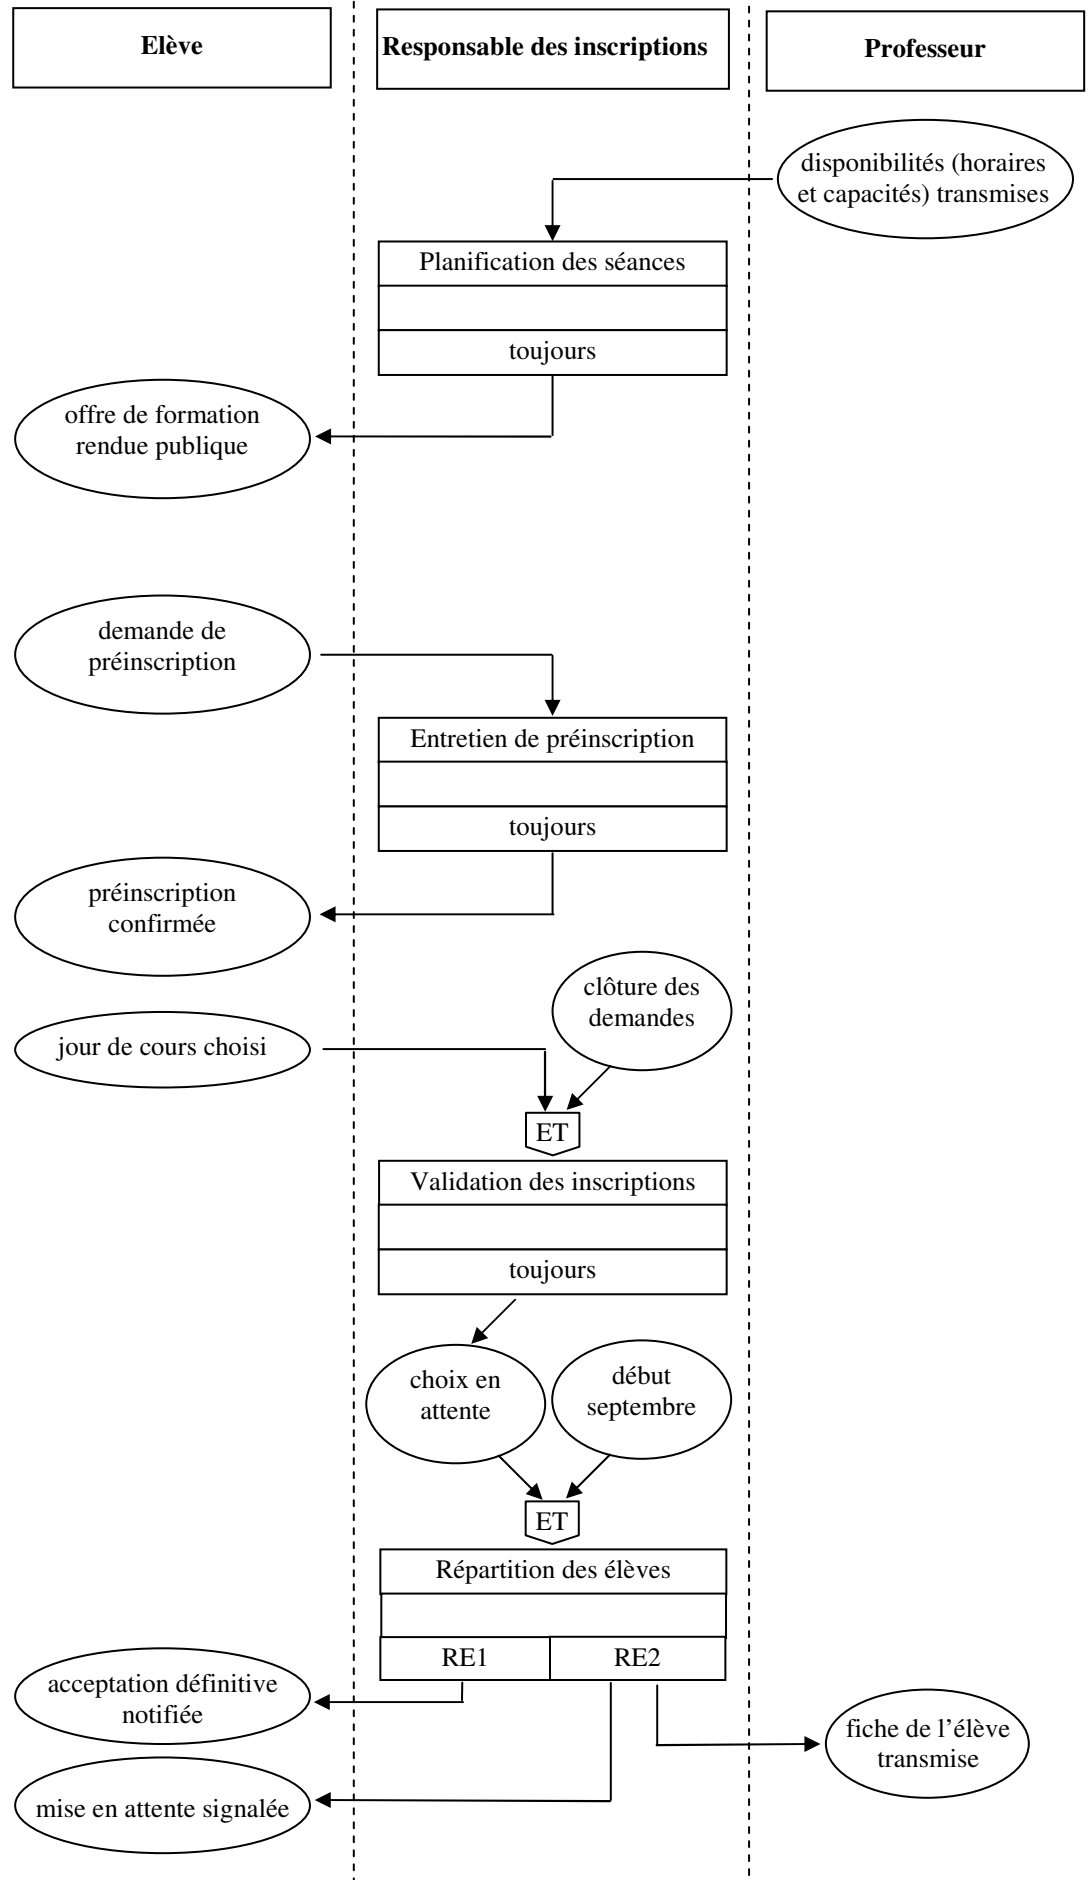 Elève
Responsable des inscriptions
Professeur
disponibilités (horaires
et capacités) transmises
Planification des séances
toujours
offre de formation
rendue publique
demande de
préinscription
Entretien de préinscription
toujours
préinscription
confirmée
clôture des
demandes
jour de cours choisi
ET
Validation des inscriptions
toujours
choix en
attente
début
septembre
ET
Répartition des élèves
RE1
RE2
acceptation définitive
notifiée
fiche de l'élève
transmise
mise en attente signalée